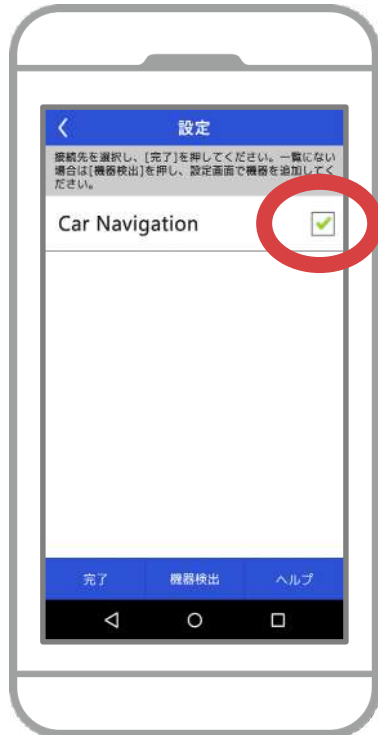 設定
接続先を選択し、[完了]を押してください。一覧にない
場合は[機器検出]を押し、設定画面で機器を追加してく
ださい。
Car Navigation
完了 機器検出 ヘルプ